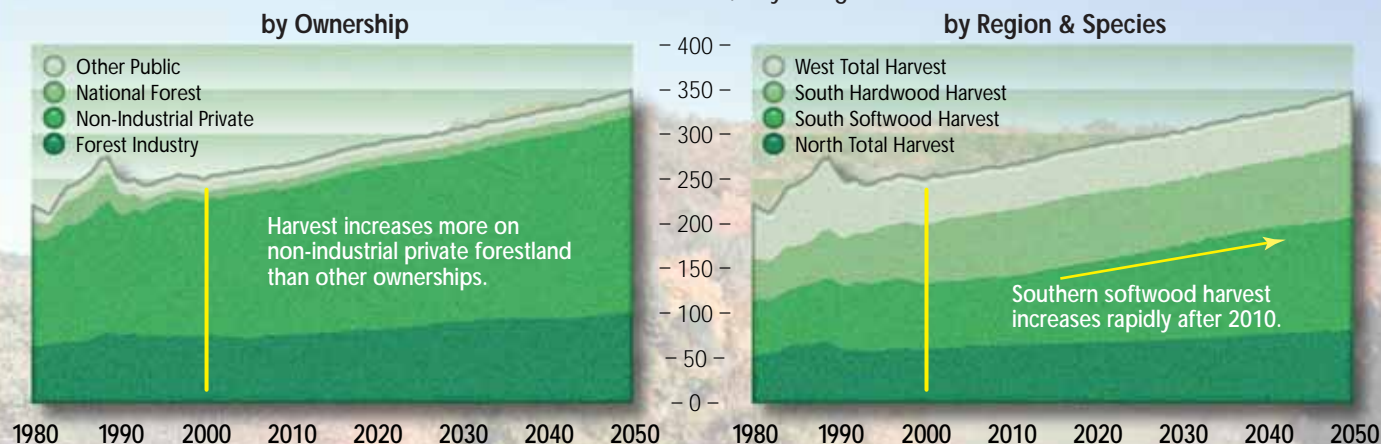 by Ownership
Other Public
National Forest
Non-Industrial Private
Forest Industry
Harvest increases more on
non-industrial private forestland
than other ownerships.
1980 1990 2000 2010 2020 2030 2040 2050
– 400 –
– 350 –
– 300 –
– 250 –
– 200 –
– 150 –
– 100 –
– 50 –
– 0 –
by Region & Species
West Total Harvest
South Hardwood Harvest
South Softwood Harvest
North Total Harvest
Southern softwood harvest
increases rapidly after 2010.
1980 1990 2000 2010 2020 2030 2040 2050